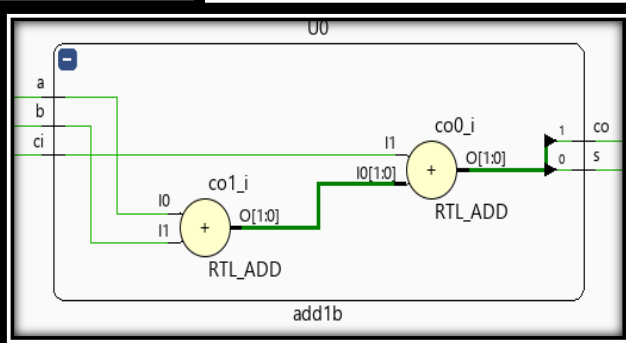 U0
a
b
ci
I1
co0_i
I0[1:0]
+
O[1:0]
1
0
co
s
RTL_ADD
co1_i
I0
I1
+
O[1:0]
RTL_ADD
add1b